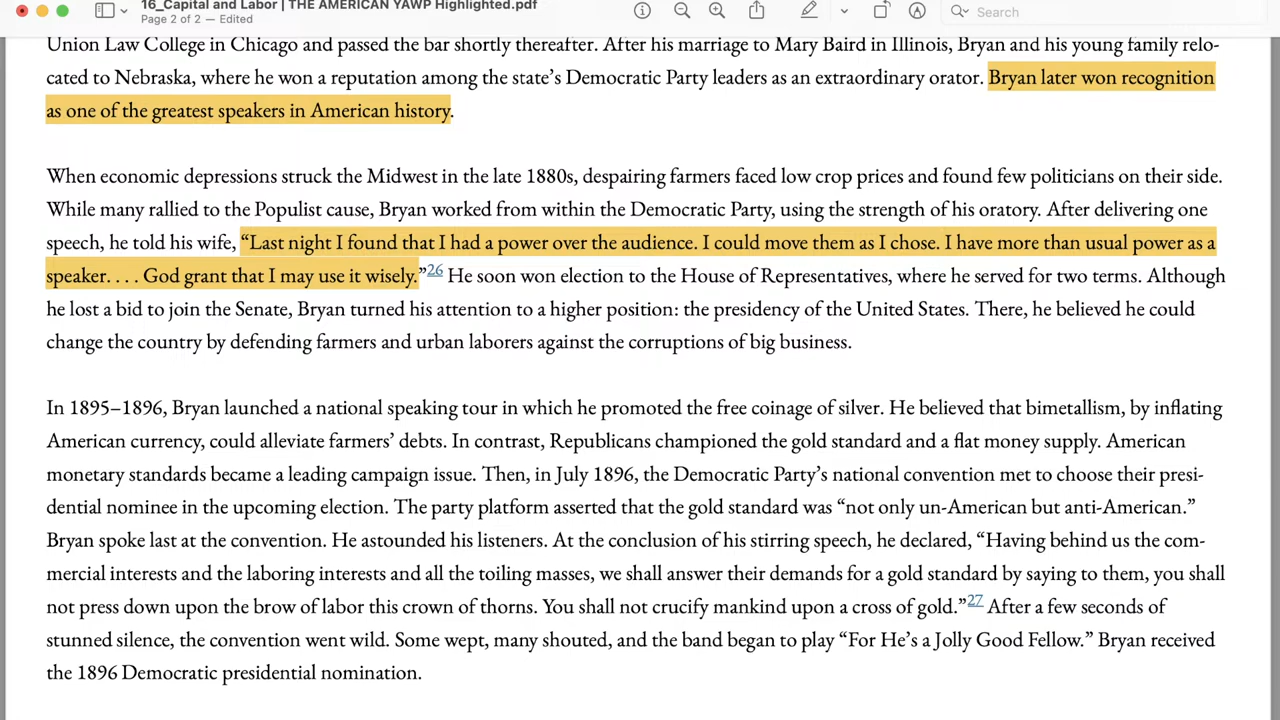 16_Capital and Labor | THE AMERICAN YAWP Highlighted.pdf
Page 2 of 2 — Edited
Search
Union Law College in Chicago and passed the bar shortly thereafter. After his marriage to Mary Baird in Illinois, Bryan and his young family relo-
cated to Nebraska, where he won a reputation among the state’s Democratic Party leaders as an extraordinary orator. Bryan later won recognition
as one of the greatest speakers in American history.
When economic depressions struck the Midwest in the late 1880s, despairing farmers faced low crop prices and found few politicians on their side.
While many rallied to the Populist cause, Bryan worked from within the Democratic Party, using the strength of his oratory. After delivering one
speech, he told his wife, “Last night I found that I had a power over the audience. I could move them as I chose. I have more than usual power as a
speaker. . . . God grant that I may use it wisely.”26 He soon won election to the House of Representatives, where he served for two terms. Although
he lost a bid to join the Senate, Bryan turned his attention to a higher position: the presidency of the United States. There, he believed he could
change the country by defending farmers and urban laborers against the corruptions of big business.
In 1895–1896, Bryan launched a national speaking tour in which he promoted the free coinage of silver. He believed that bimetallism, by inflating
American currency, could alleviate farmers’ debts. In contrast, Republicans championed the gold standard and a flat money supply. American
monetary standards became a leading campaign issue. Then, in July 1896, the Democratic Party’s national convention met to choose their presi-
dential nominee in the upcoming election. The party platform asserted that the gold standard was “not only un-American but anti-American.”
Bryan spoke last at the convention. He astounded his listeners. At the conclusion of his stirring speech, he declared, “Having behind us the com-
mercial interests and the laboring interests and all the toiling masses, we shall answer their demands for a gold standard by saying to them, you shall
not press down upon the brow of labor this crown of thorns. You shall not crucify mankind upon a cross of gold.”27 After a few seconds of
stunned silence, the convention went wild. Some wept, many shouted, and the band began to play “For He’s a Jolly Good Fellow.” Bryan received
the 1896 Democratic presidential nomination.